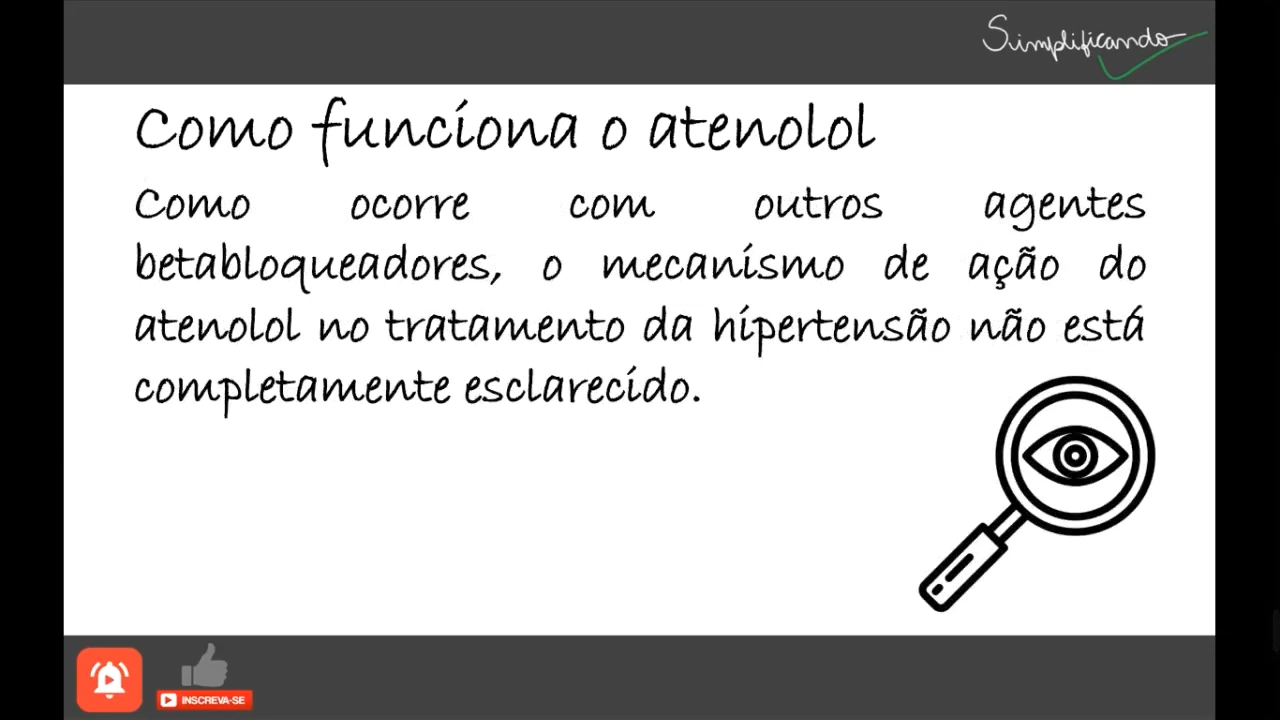 Simplificando
Como funciona o atenolol
Como ocorre com outros agentes
betabloqueadores, o mecanismo de ação do
atenolol no tratamento da hipertensão não está
completamente esclarecido.
INSCREVA-SE